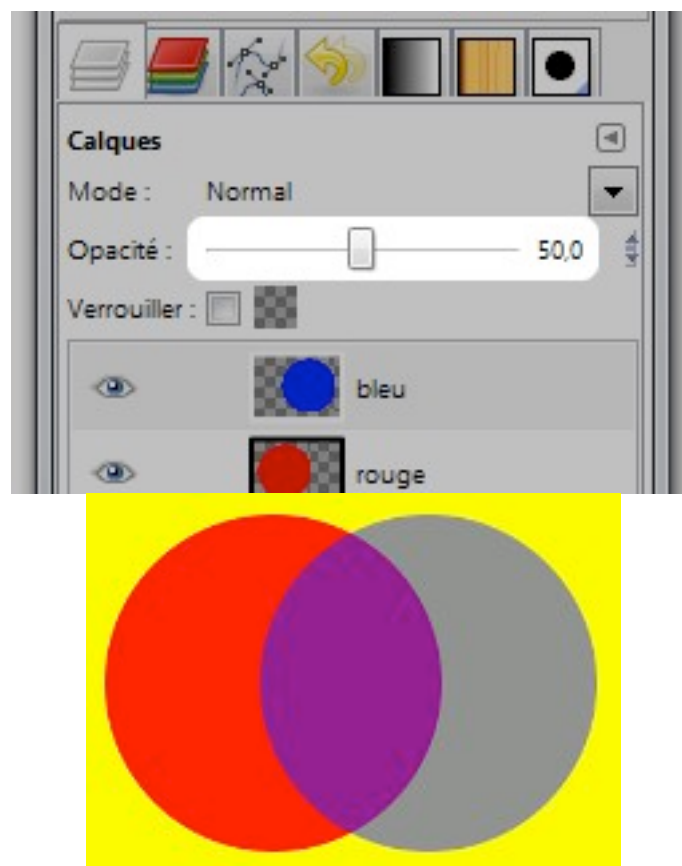 Calques
Mode : Normal
Opacité : 50,0
Verrouiller :
bleu
rouge